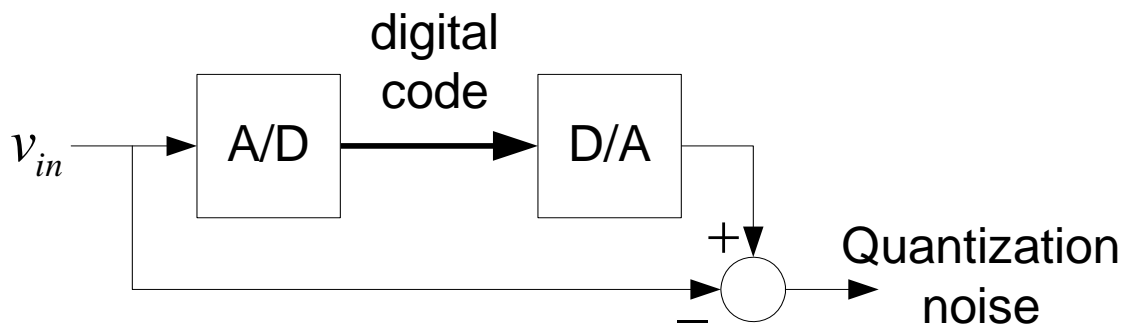 digital
code
v_in
A/D
D/A
+
Quantization
noise
−